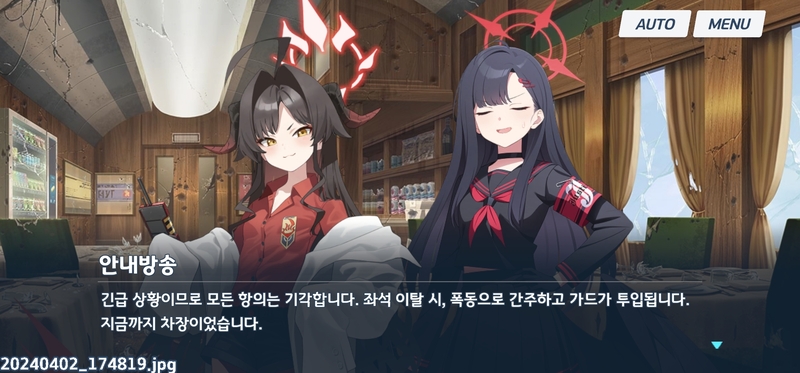 AUTO MENU
안내방송
긴급 상황이므로 모든 항의는 기각합니다. 좌석 이탈 시, 폭동으로 간주하고 가드가 투입됩니다.
지금까지 차장이었습니다.
20240402_174819.jpg